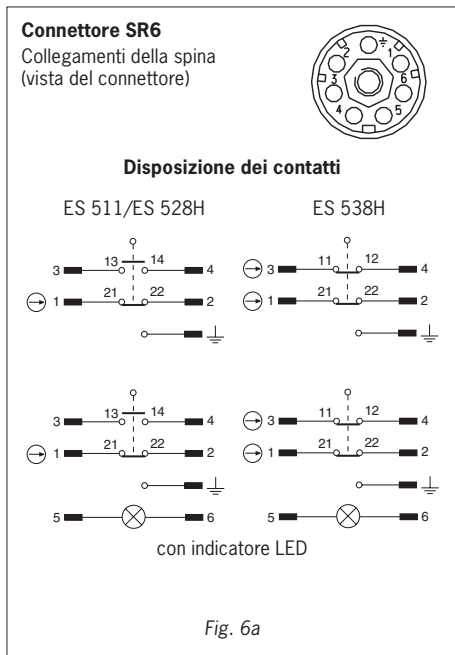 Connettore SR6
Collegamenti della spina
(vista del connettore)
2 1
3 6
4 5
Disposizione dei contatti
ES 511/ES 528H ES 538H
3 13 14 4 3 11 12 4
1 21 22 2 1 21 22 2
3 13 14 4 3 11 12 4
1 21 22 2 1 21 22 2
5 6 5 6
con indicatore LED
Fig. 6a